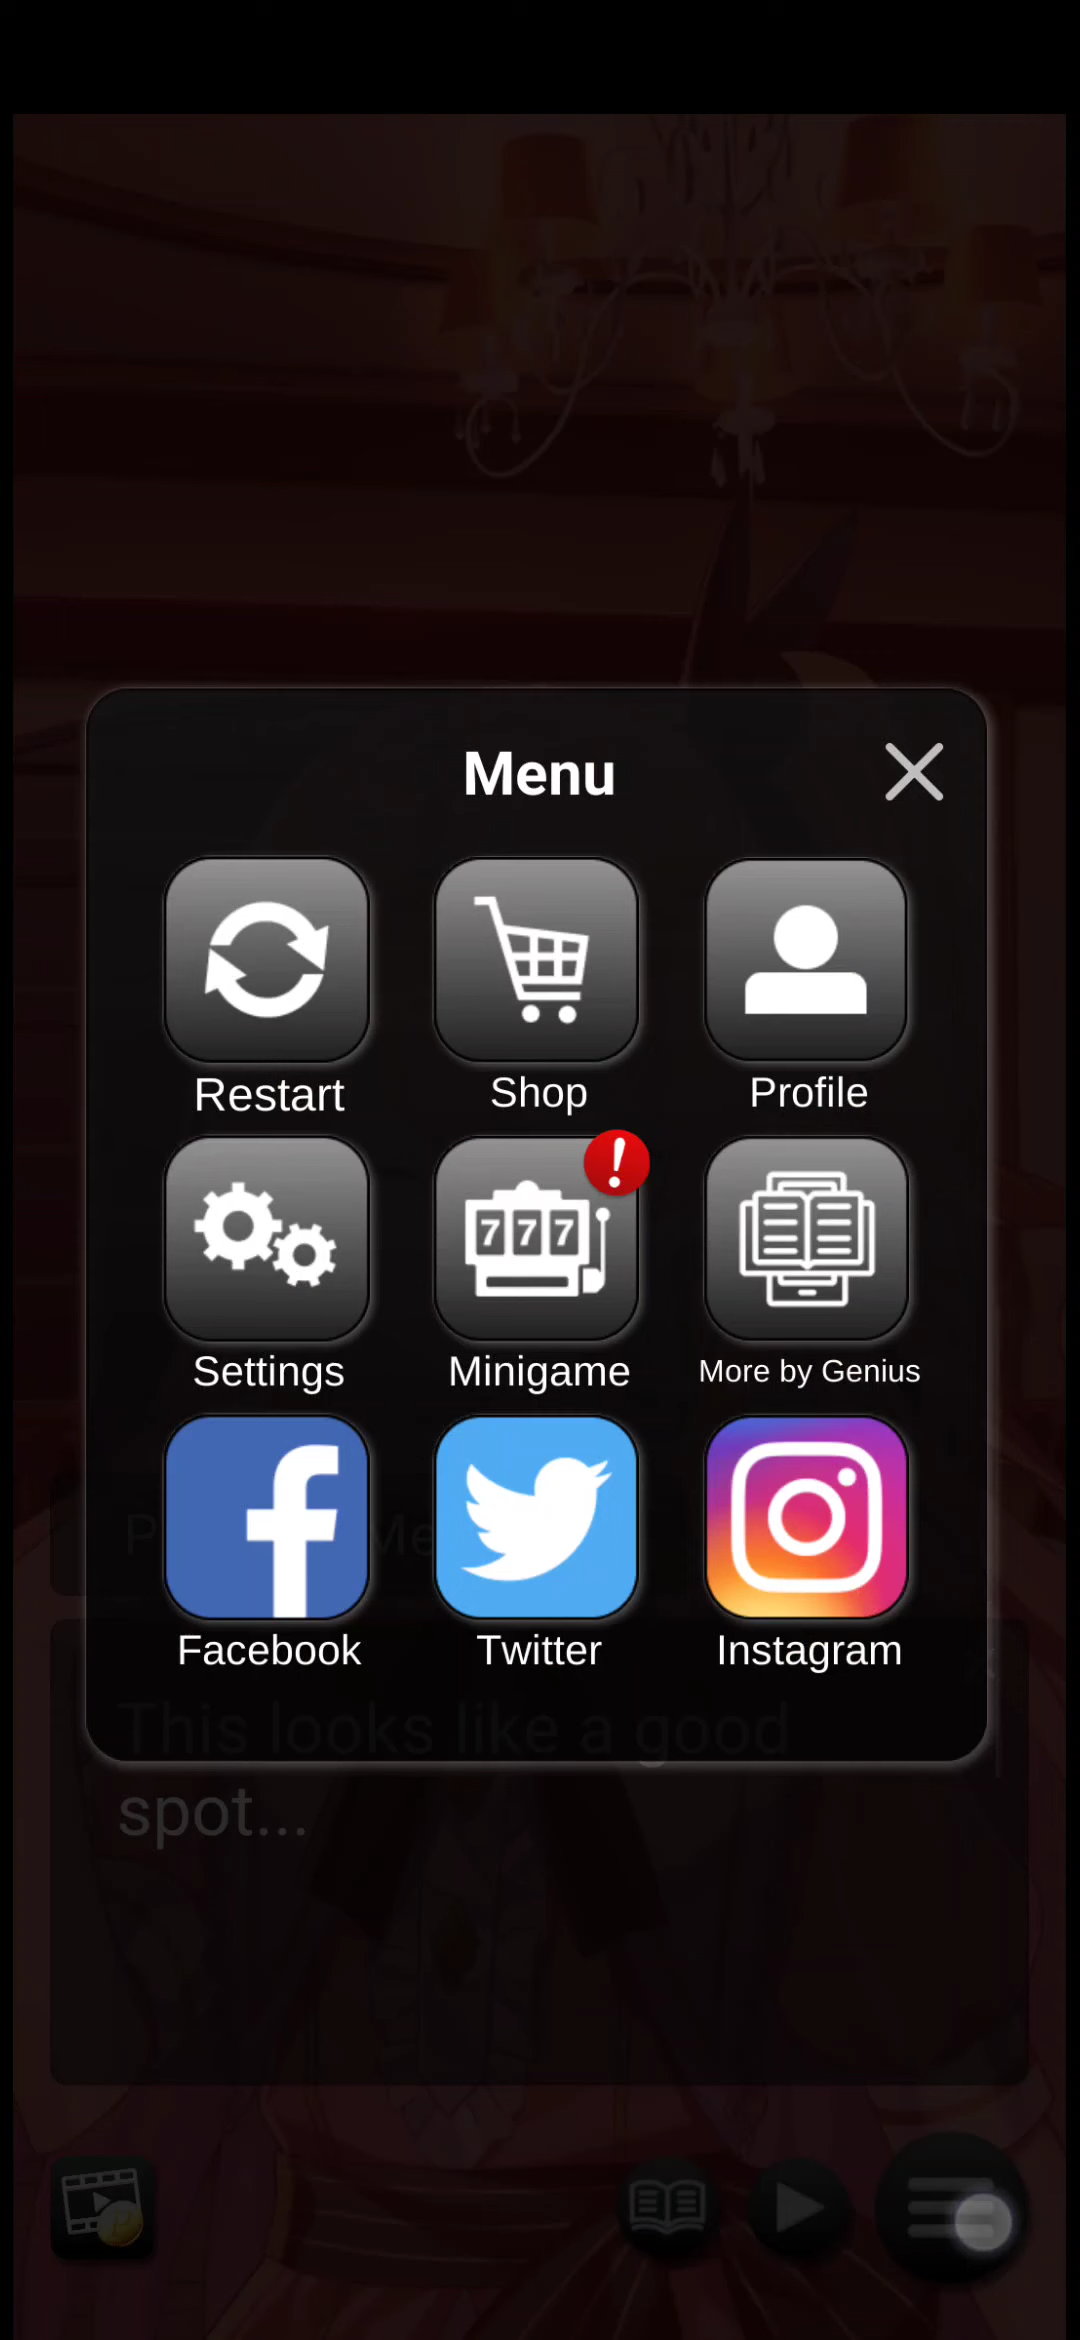 Menu
Restart
Shop
Profile
777
Settings
Minigame
More by Genius
Facebook
Twitter
Instagram
This looks like a good
spot...